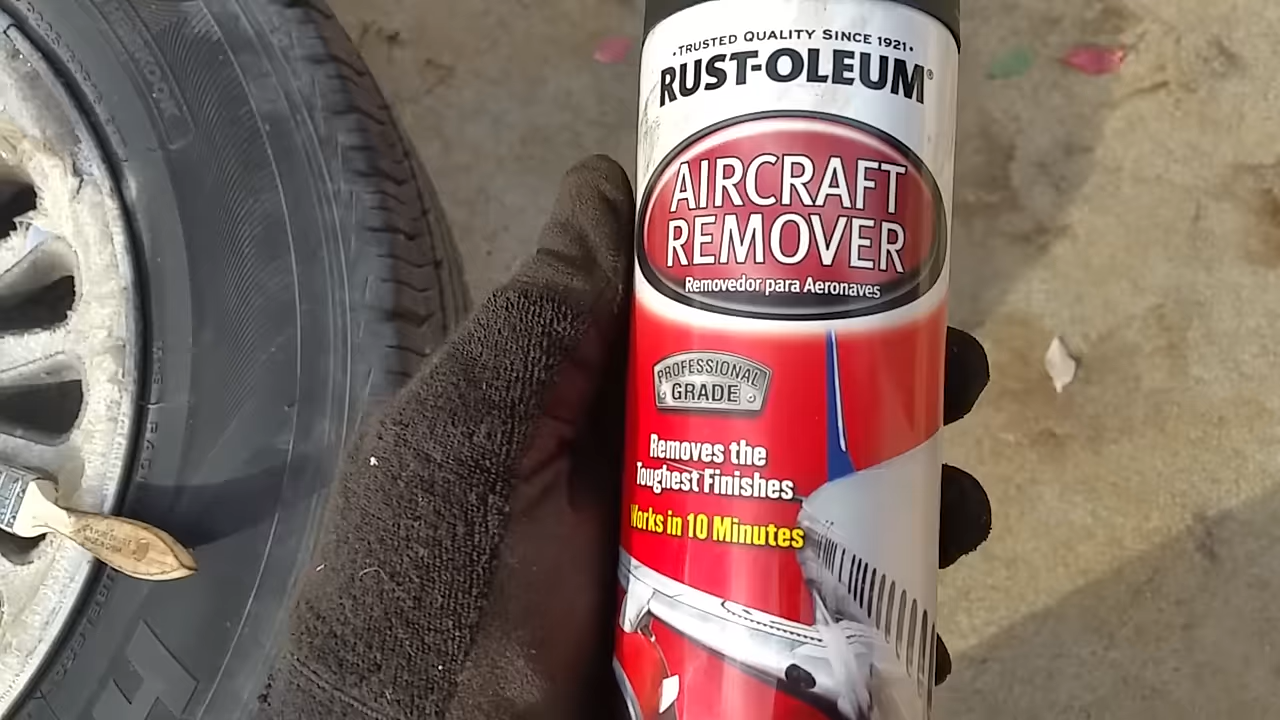 • TRUSTED QUALITY SINCE 1921 •
RUST-OLEUM®
AIRCRAFT
REMOVER
Removedor para Aeronaves
PROFESSIONAL
GRADE
Removes the
Toughest Finishes
Works in 10 Minutes